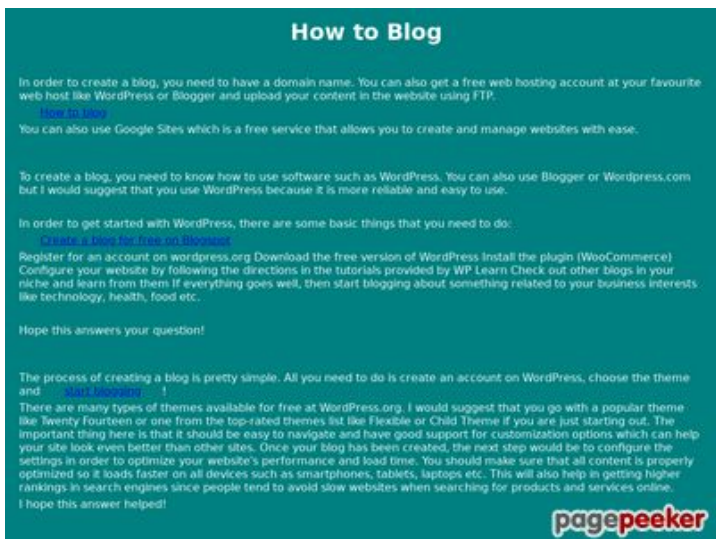 How to Blog
In order to create a blog, you need to have a domain name. You can also get a free web hosting account at your favourite
web host like WordPress or Blogger and upload your content in the website using FTP.
How to blog
You can also use Google Sites which is a free service that allows you to create and manage websites with ease.
To create a blog, you need to know how to use software such as WordPress. You can also use Blogger or Wordpress.com
but I would suggest that you use WordPress because it is more reliable and easy to use.
In order to get started with WordPress, there are some basic things that you need to do:
Create a blog for free on Blogspot
Register for an account on wordpress.org Download the free version of WordPress Install the plugin (WooCommerce)
Configure your website by following the directions in the tutorials provided by WP Learn Check out other blogs in your
niche and learn from them If everything goes well, then start blogging about something related to your business interests
like technology, health, food etc.
Hope this answers your question!
The process of creating a blog is pretty simple. All you need to do is create an account on WordPress, choose the theme
and start blogging !
There are many types of themes available for free at WordPress.org. I would suggest that you go with a popular theme
like Twenty Fourteen or one from the top-rated themes list like Flexible or Child Theme if you are just starting out. The
important thing here is that it should be easy to navigate and have good support for customization options which can help
your site look even better than other sites. Once your blog has been created, the next step would be to configure the
settings in order to optimize your website's performance and load time. You should make sure that all content is properly
optimized so it loads faster on all devices such as smartphones, tablets, laptops etc. This will also help in getting higher
rankings in search engines since people tend to avoid slow websites when searching for products and services online.
I hope this answer helped!
pagepeeker